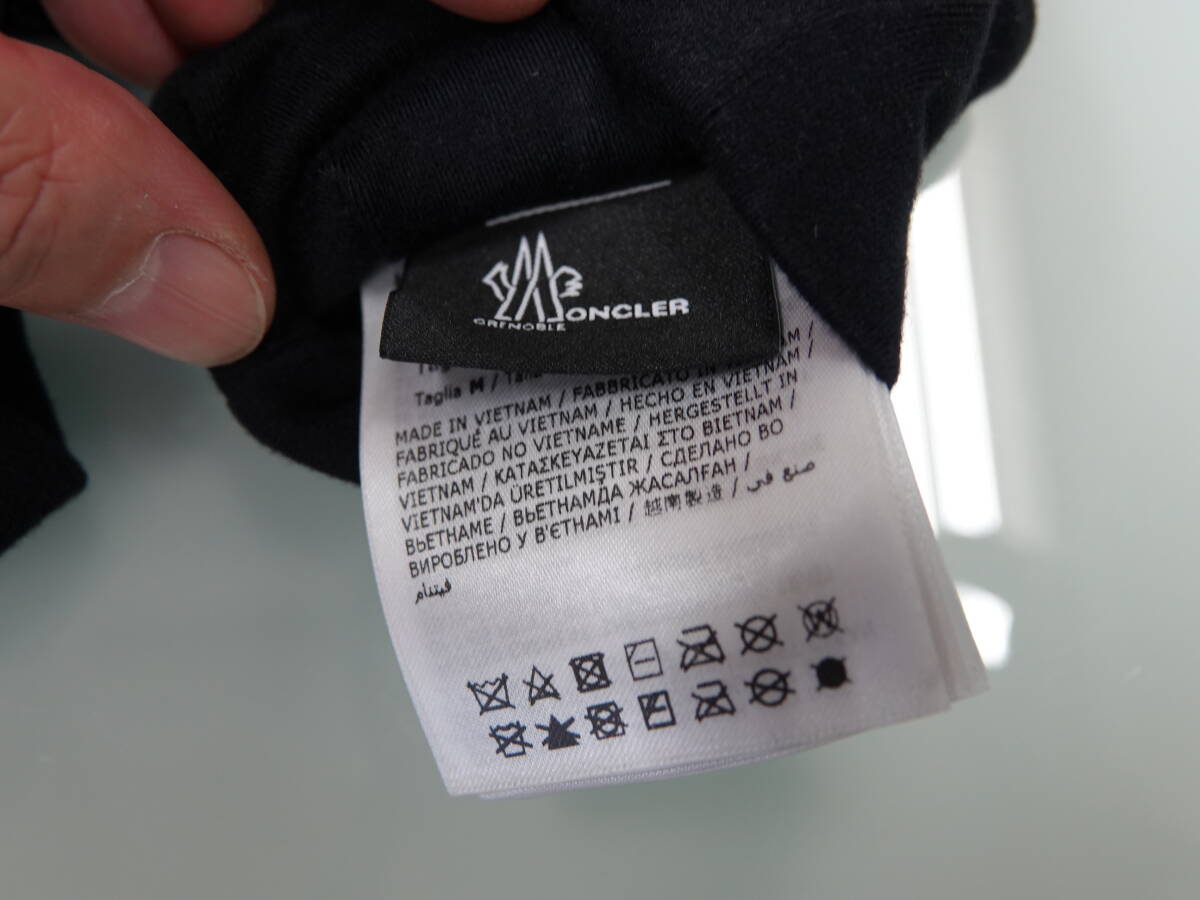 GRENOBLE MONCLER
Taglia M /
MADE IN VIETNAM / FABBRICATO IN
FABRIQUÉ AU VIETNAM / HECHO EN VIETNAM /
FABRICADO NO VIETNAME / HERGESTELLT IN
VIETNAM / ΚΑΤΑΣΚΕΥΑΖΕΤΑΙ ΣΤΟ ΒΙΕΤΝΑΜ /
VİETNAM'DA ÜRETILMIŞTIR / СДЕЛАНО ВО
ВЬЕТНАМЕ / ВЬЕТНАМДА ЖАСАЛҒАН /
ВИРОБЛЕНО У В'ЄТНАМІ / 越南製造 / صنع في
فيتنام